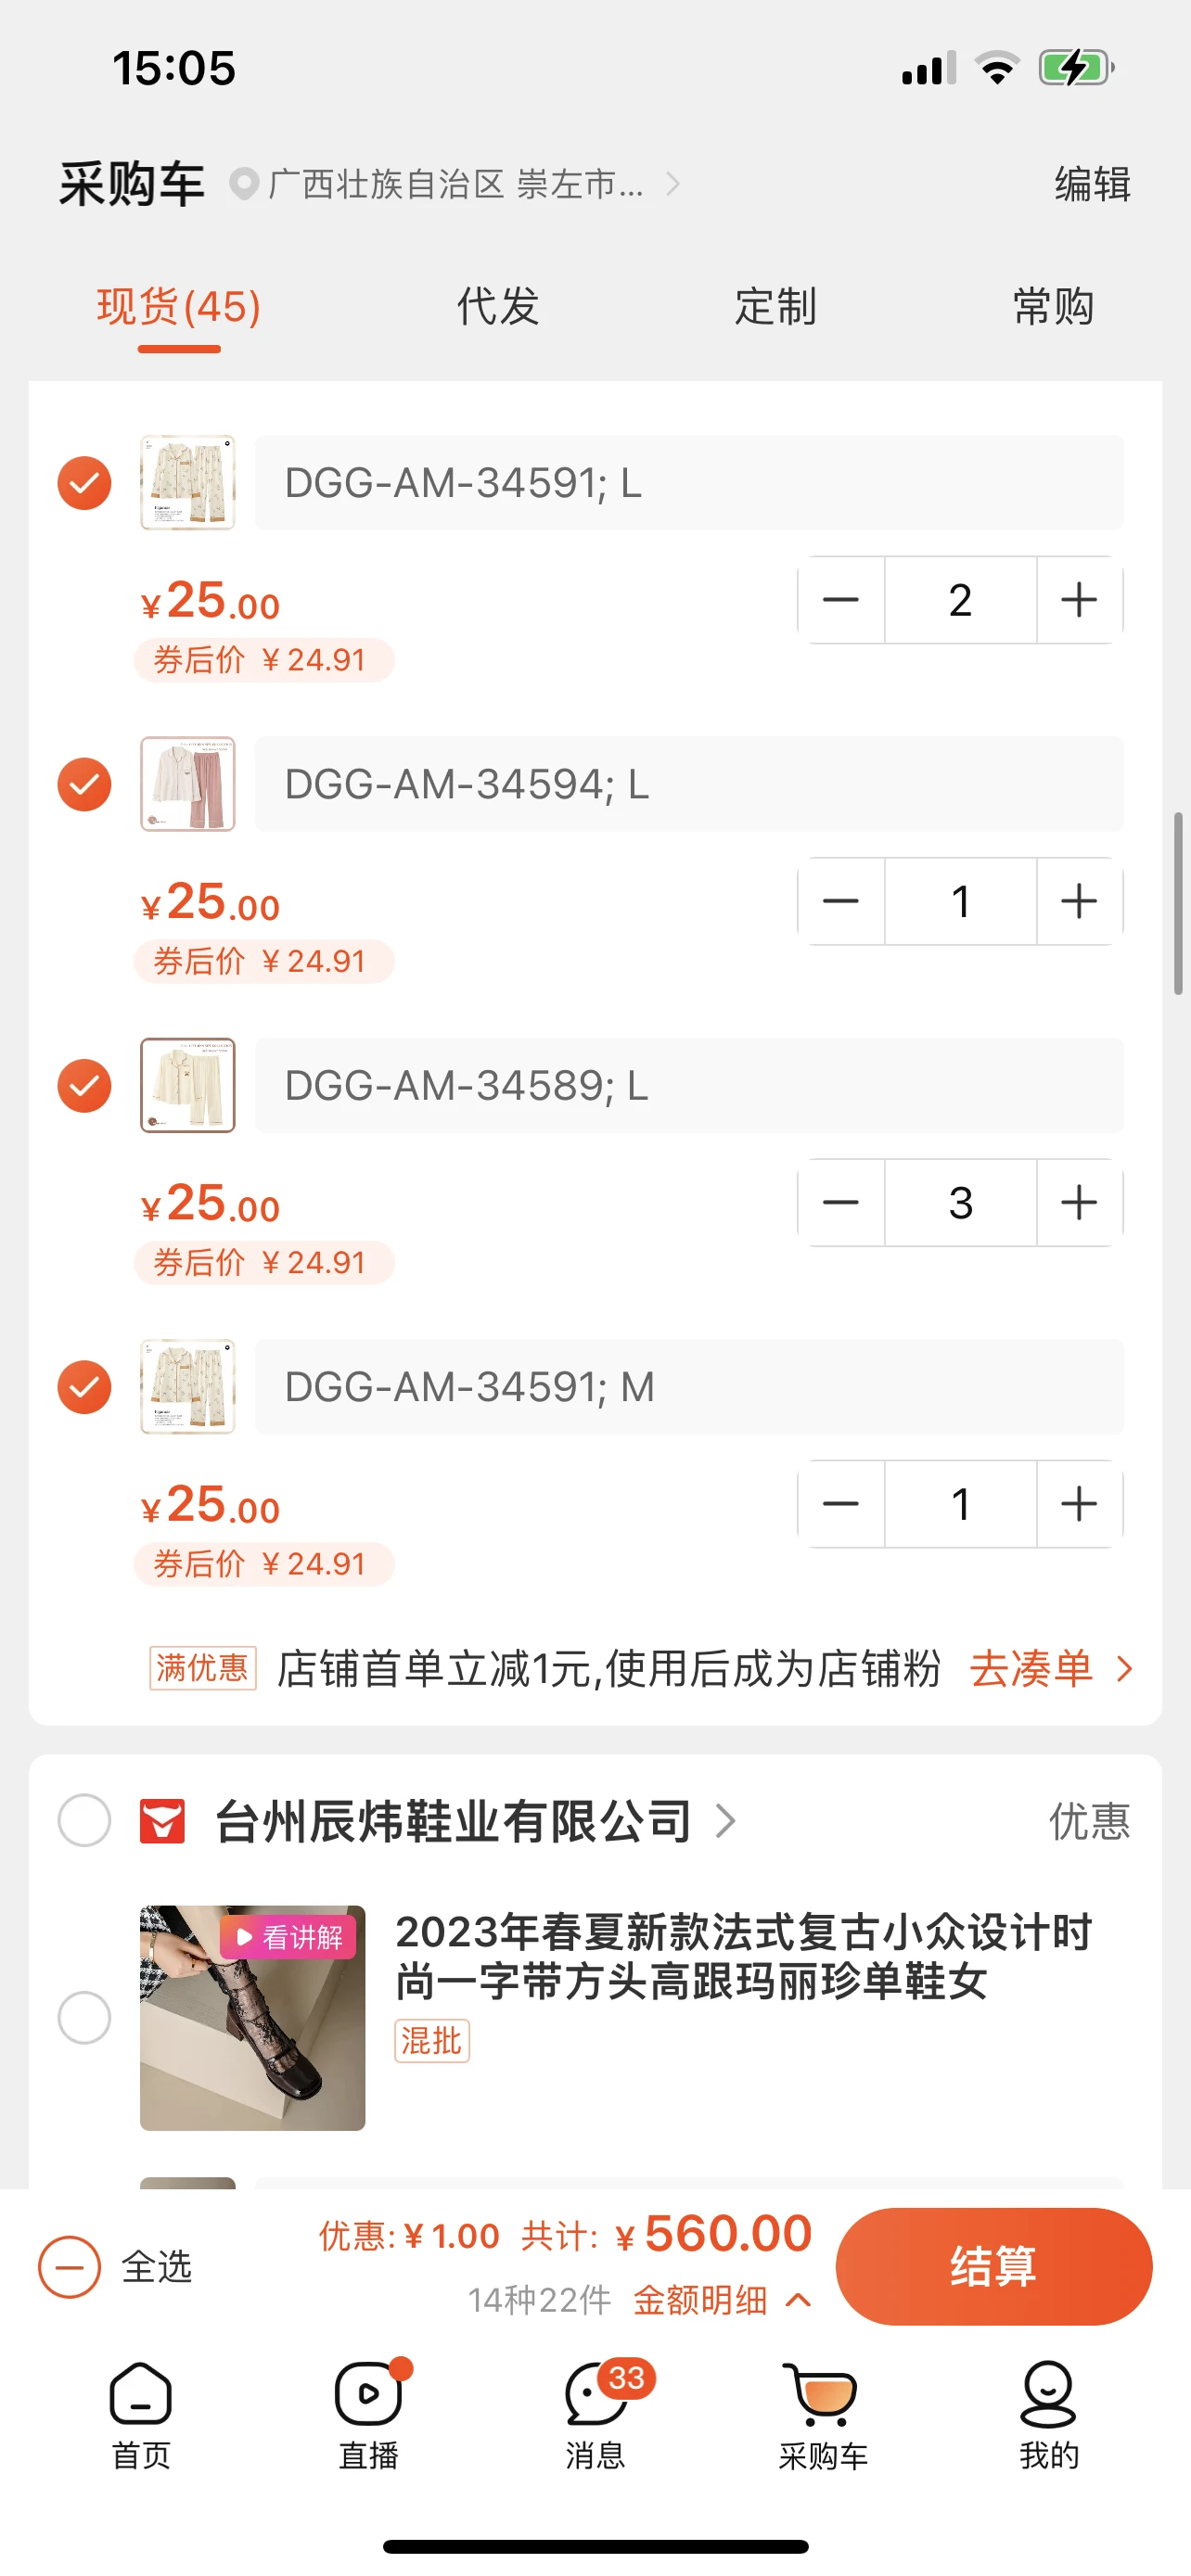 15:05
采购车 广西壮族自治区 崇左市... 编辑
现货(45) 代发 定制 常购
DGG-AM-34591; L
¥25.00 2
券后价 ¥24.91
DGG-AM-34594; L
¥25.00 1
券后价 ¥24.91
DGG-AM-34589; L
¥25.00 3
券后价 ¥24.91
DGG-AM-34591; M
¥25.00 1
券后价 ¥24.91
满优惠 店铺首单立减1元,使用后成为店铺粉 去凑单
台州辰炜鞋业有限公司 优惠
看讲解
2023年春夏新款法式复古小众设计时
尚一字带方头高跟玛丽珍单鞋女
混批
全选 优惠: ¥1.00 共计: ¥560.00 结算
14种22件 金额明细
33
首页 直播 消息 采购车 我的